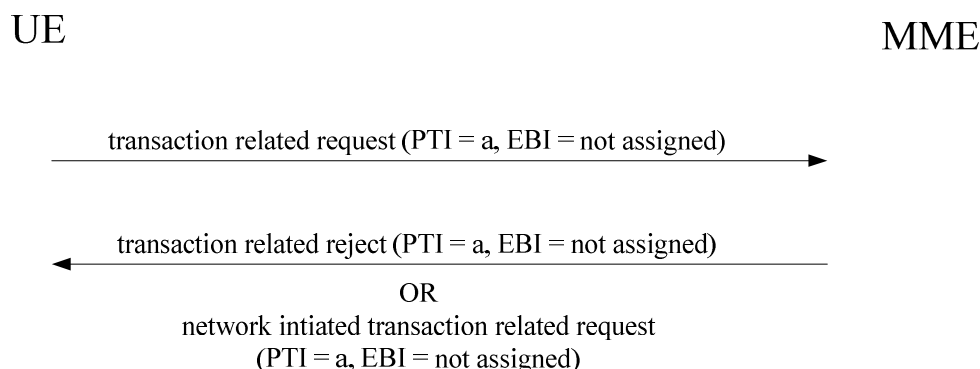 UE
MME
transaction related request (PTI = a, EBI = not assigned)
transaction related reject (PTI = a, EBI = not assigned)
OR
network intiated transaction related request
(PTI = a, EBI = not assigned)